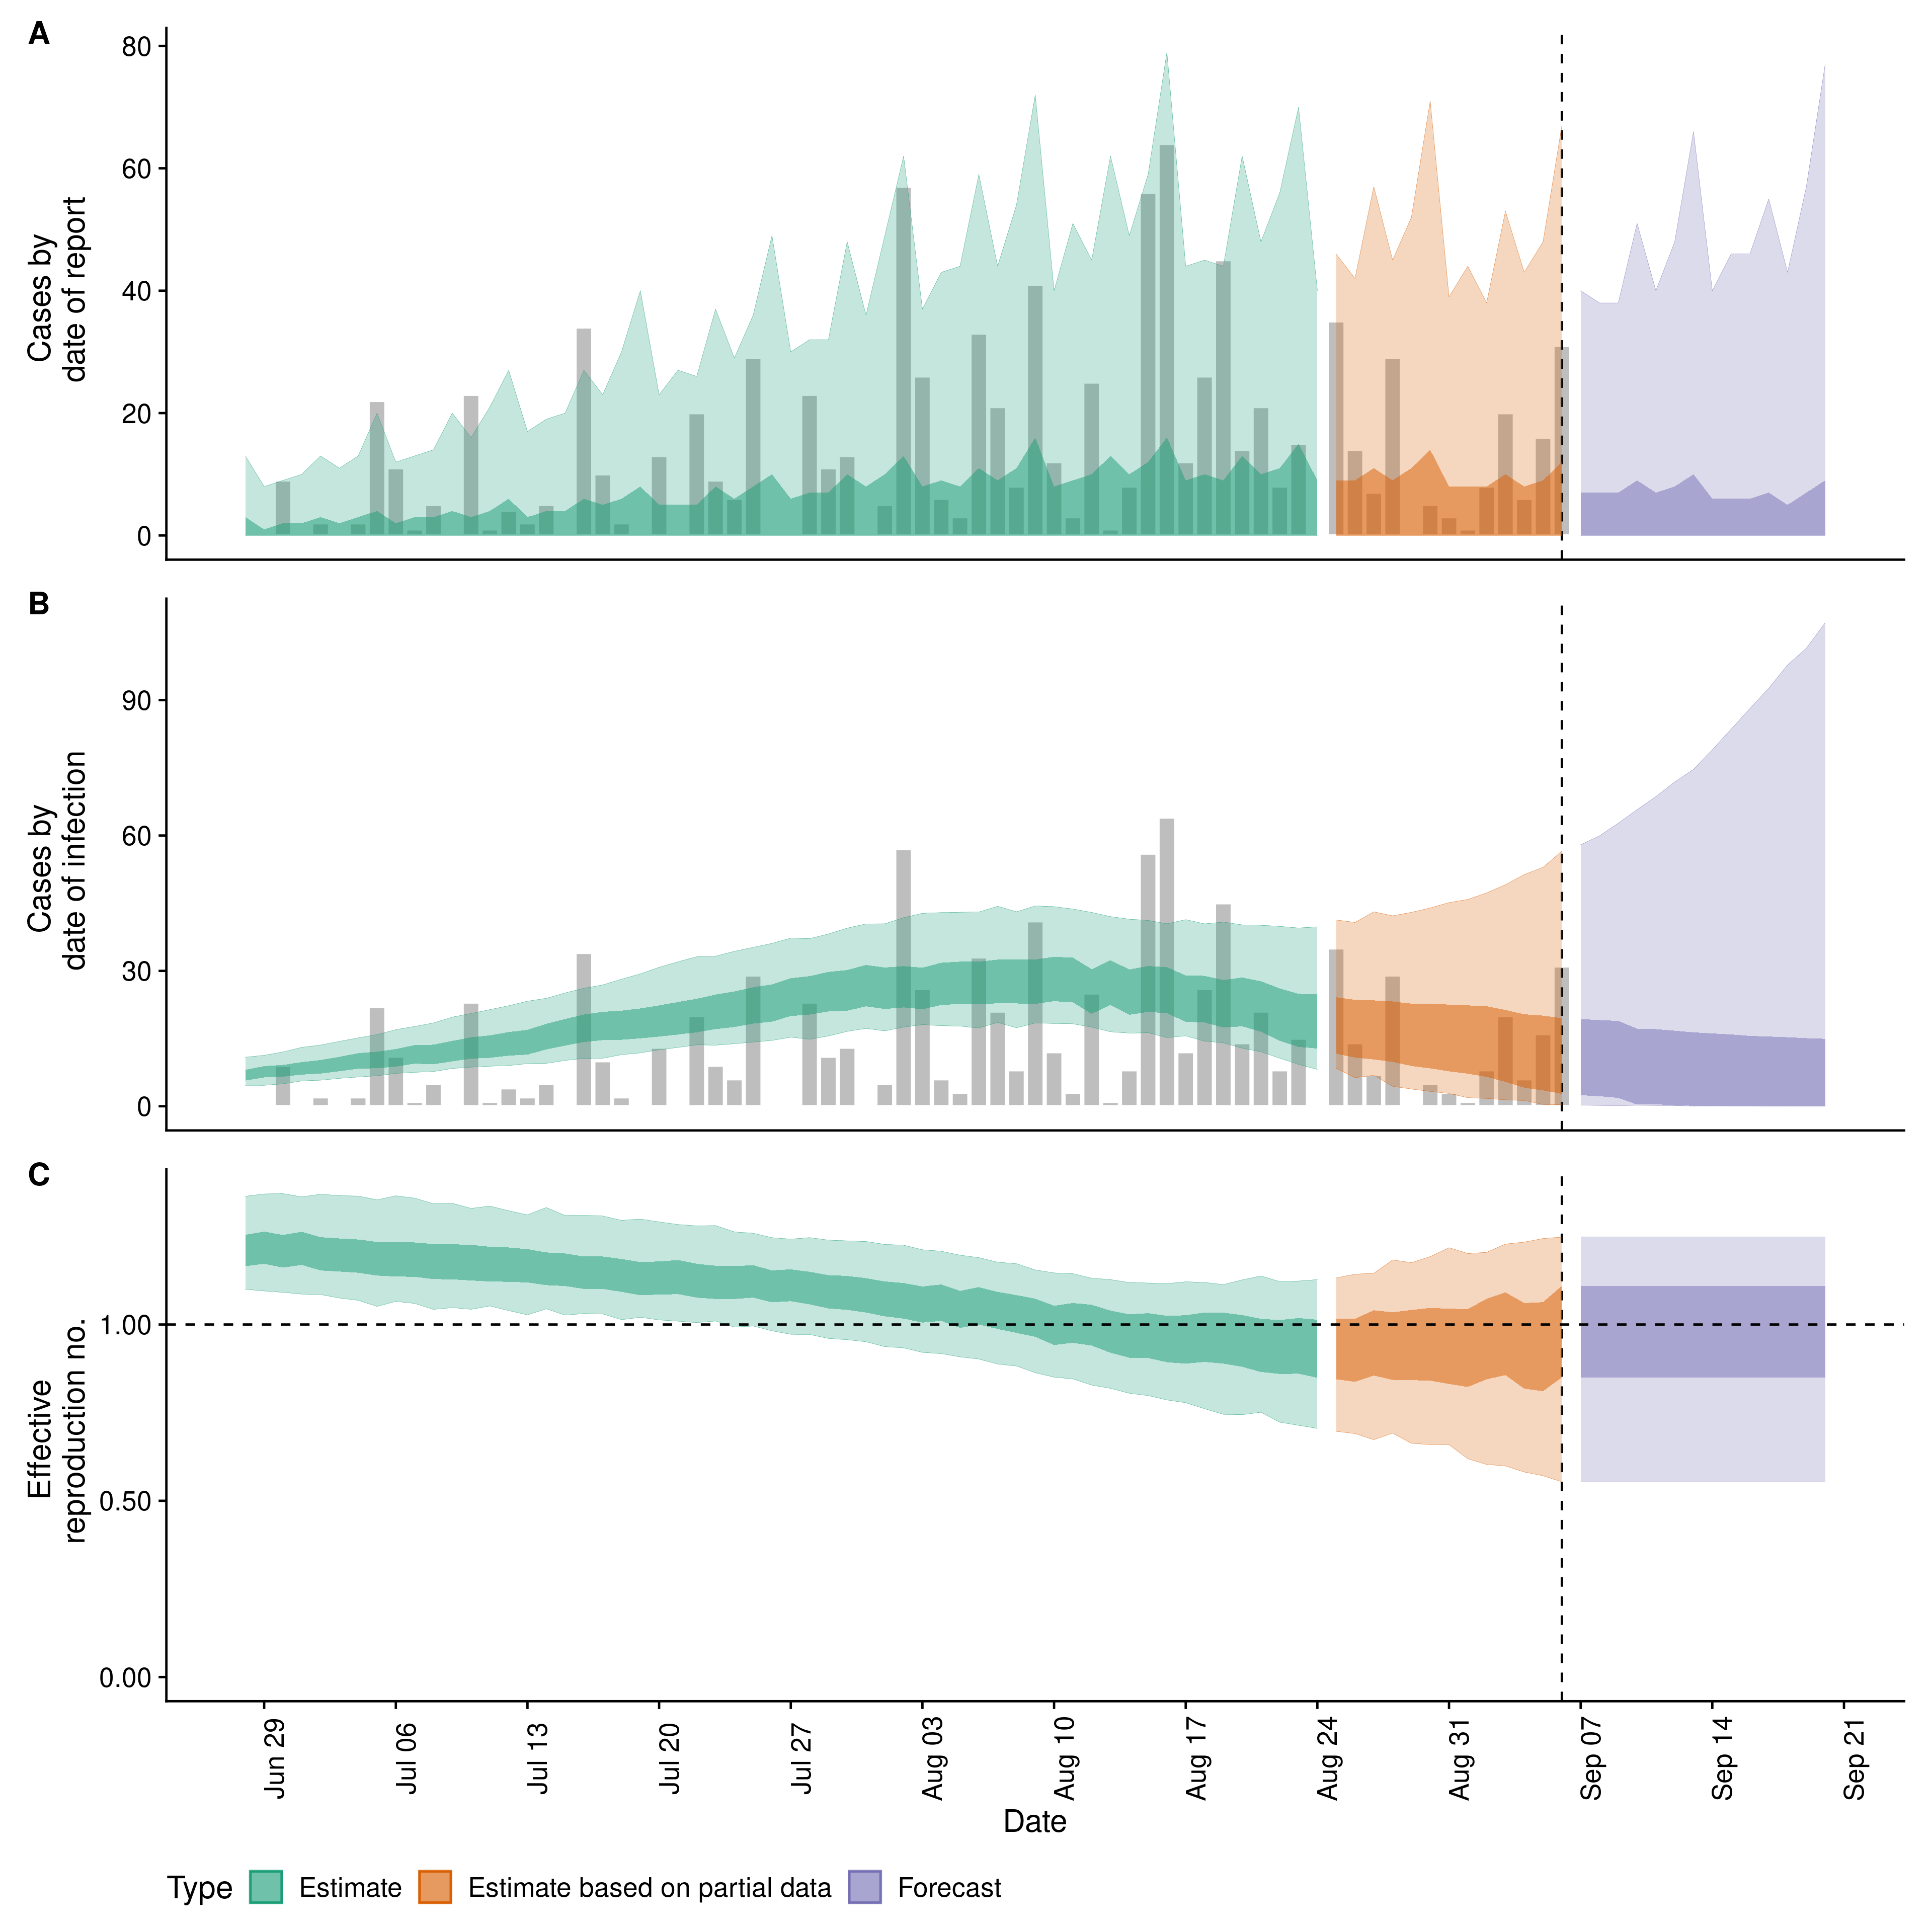 A
80
60
40
20
0
Cases by
date of report
B
90
60
30
0
Cases by
date of infection
C
1.00
0.50
0.00
Effective
reproduction no.
Jun 29
Jul 06
Jul 13
Jul 20
Jul 27
Aug 03
Aug 10
Aug 17
Aug 24
Aug 31
Sep 07
Sep 14
Sep 21
Date
Type Estimate Estimate based on partial data Forecast